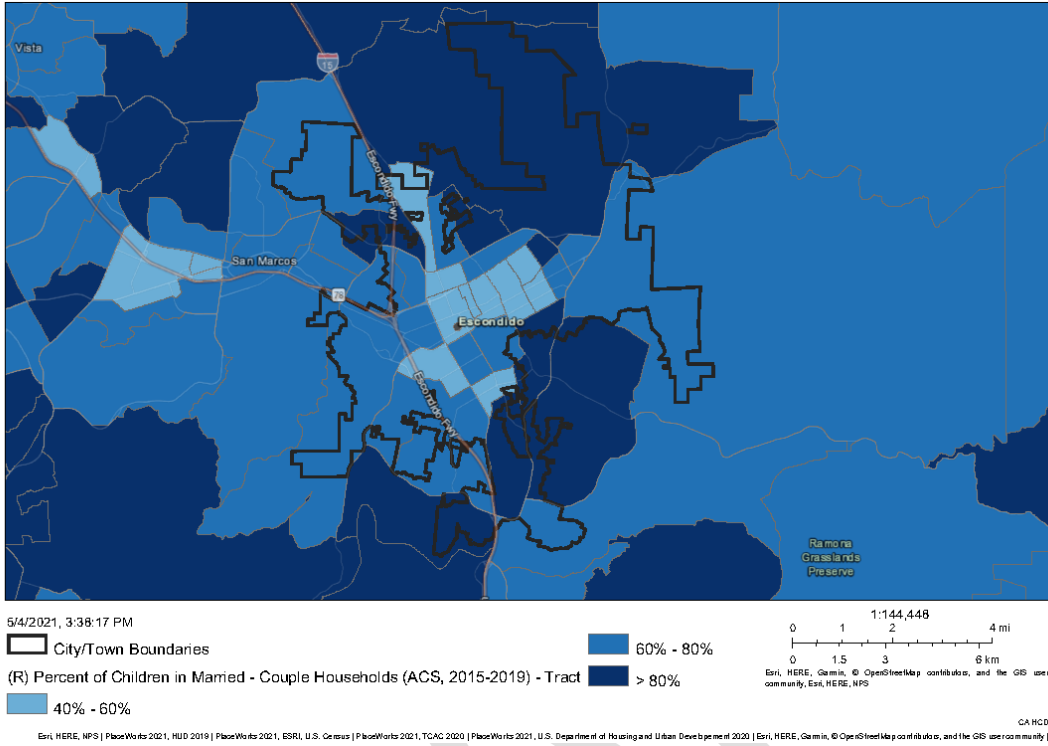 Vista
15
Escondido Fwy
San Marcos
78
Escondido
Escondido Fwy
Ramona
Grasslands
Preserve
5/4/2021, 3:38:17 PM
City/Town Boundaries
(R) Percent of Children in Married - Couple Households (ACS, 2015-2019) - Tract
40% - 60%
60% - 80%
> 80%
1:144,448
0 1 2 4 mi
0 1.5 3 6 km
Esri, HERE, Garmin, © OpenStreetMap contributors, and the GIS user
community, Esri, HERE, NPS
CA HCD
Esri, HERE, NPS | PlaceWorks 2021, HUD 2019 | PlaceWorks 2021, ESRI, U.S. Census | PlaceWorks 2021, TCAC 2020 | PlaceWorks 2021, U.S. Department of Housing and Urban Developement 2020 | Esri, HERE, Garmin, © OpenStreetMap contributors, and the GIS user community |